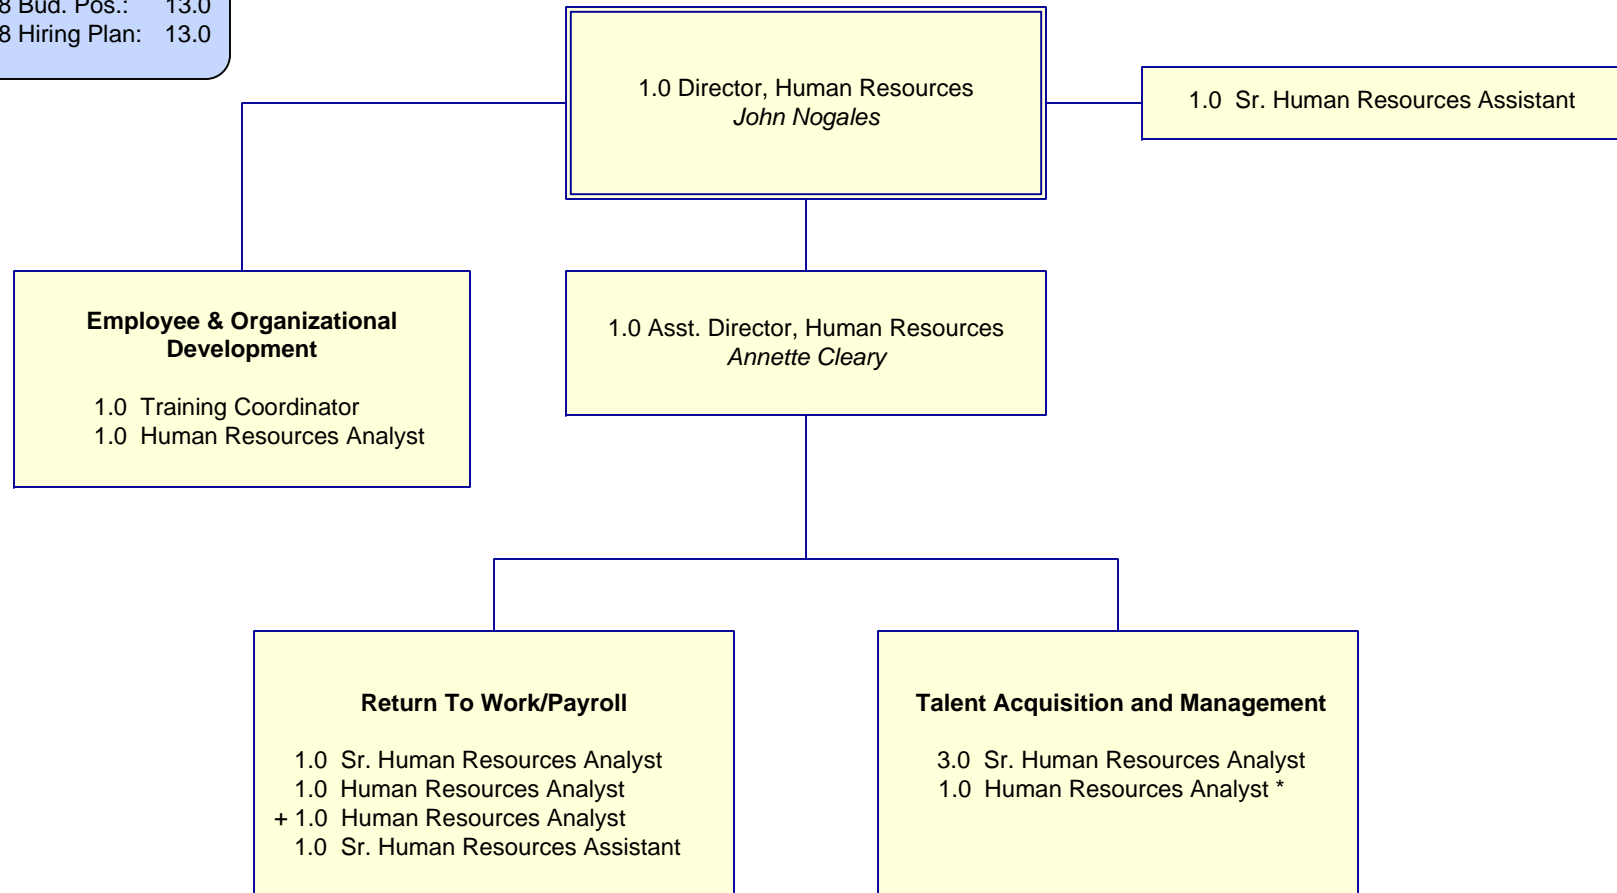 8 Bud. Pos.: 13.0
8 Hiring Plan: 13.0
1.0 Director, Human Resources
John Nogales
1.0 Sr. Human Resources Assistant
Employee & Organizational
Development
1.0 Training Coordinator
1.0 Human Resources Analyst
1.0 Asst. Director, Human Resources
Annette Cleary
Return To Work/Payroll
1.0 Sr. Human Resources Analyst
1.0 Human Resources Analyst
+ 1.0 Human Resources Analyst
1.0 Sr. Human Resources Assistant
Talent Acquisition and Management
3.0 Sr. Human Resources Analyst
1.0 Human Resources Analyst *